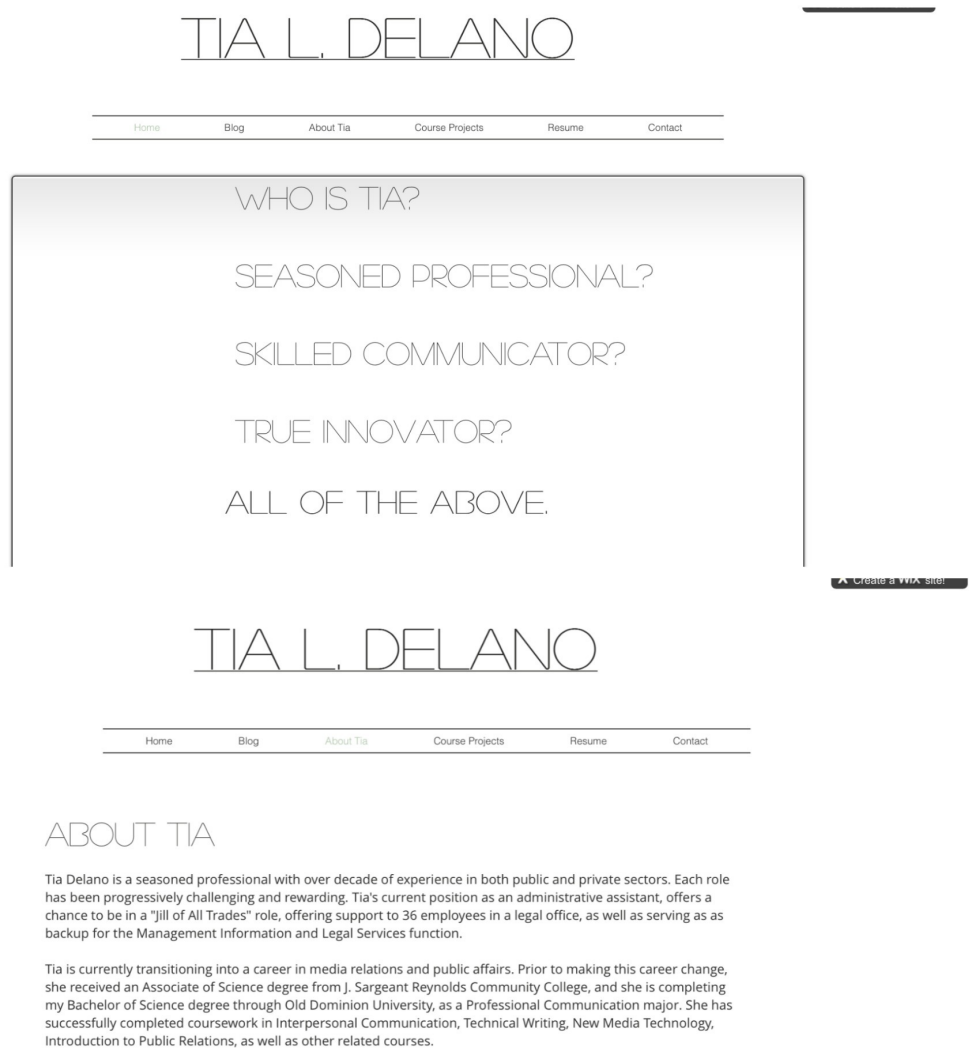 TIA L. DELANO
Home Blog About Tia Course Projects Resume Contact
WHO IS TIA?
SEASONED PROFESSIONAL?
SKILLED COMMUNICATOR?
TRUE INNOVATOR?
ALL OF THE ABOVE.
Create a WIX site!
TIA L. DELANO
Home Blog About Tia Course Projects Resume Contact
ABOUT TIA
Tia Delano is a seasoned professional with over decade of experience in both public and private sectors. Each role
has been progressively challenging and rewarding. Tia's current position as an administrative assistant, offers a
chance to be in a "Jill of All Trades" role, offering support to 36 employees in a legal office, as well as serving as as
backup for the Management Information and Legal Services function.
Tia is currently transitioning into a career in media relations and public affairs. Prior to making this career change,
she received an Associate of Science degree from J. Sargeant Reynolds Community College, and she is completing
my Bachelor of Science degree through Old Dominion University, as a Professional Communication major. She has
successfully completed coursework in Interpersonal Communication, Technical Writing, New Media Technology,
Introduction to Public Relations, as well as other related courses.